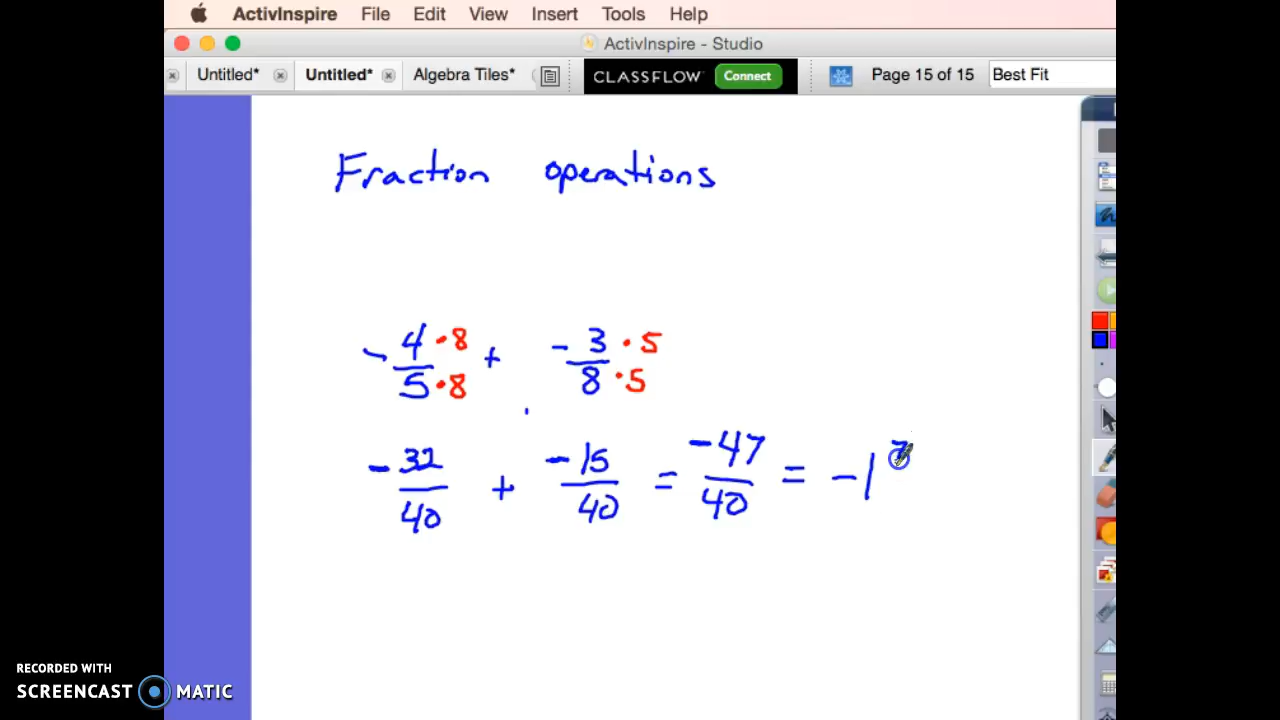 ActivInspire File Edit View Insert Tools Help
ActivInspire - Studio
Untitled* Untitled* Algebra Tiles* CLASSFLOW Connect Page 15 of 15 Best Fit
Fraction operations
- 4/5 • 8/• 8 + - 3/8 • 5/• 5
- 32/40 + - 15/40 = - 47/40 = - 1 7
RECORDED WITH
SCREENCAST MATIC